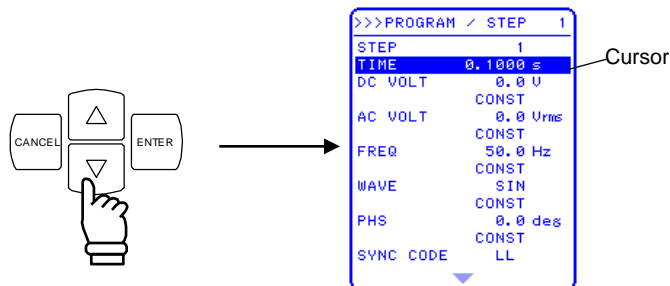 >>>PROGRAM / STEP 1
STEP 1
TIME 0.1000 s
Cursor
DC VOLT 0.0 V
CONST
AC VOLT 0.0 Vrms
CONST
CANCEL
ENTER
FREQ 50.0 Hz
CONST
WAVE SIN
CONST
PHS 0.0 deg
CONST
SYNC CODE LL